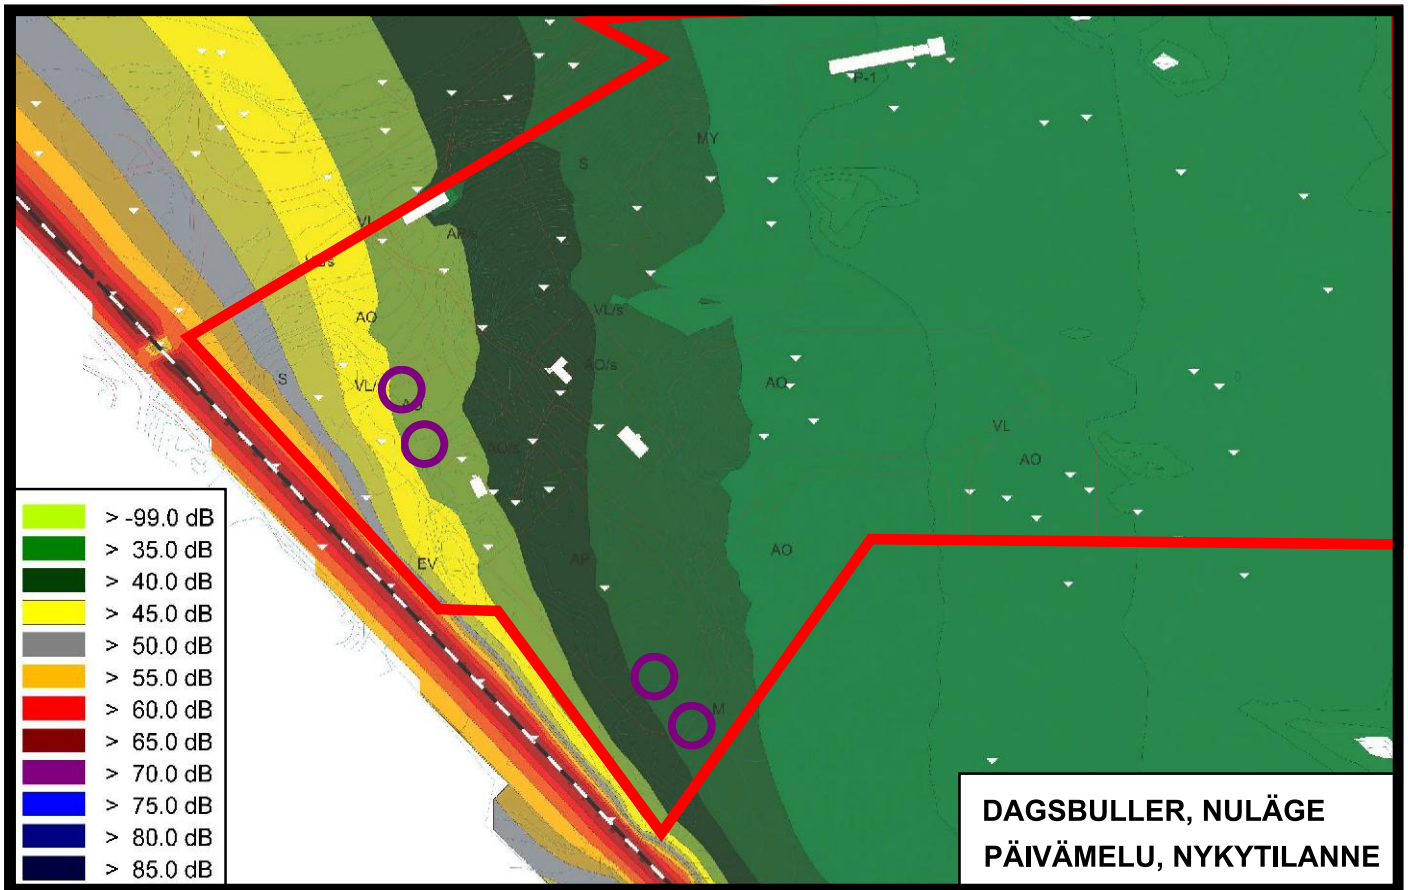 P-1
MY
S
VL
AO
VL/s
AO/s
S
VL/
AO
AO
VL
AO
EV
AP
AO
M
> -99.0 dB
> 35.0 dB
> 40.0 dB
> 45.0 dB
> 50.0 dB
> 55.0 dB
> 60.0 dB
> 65.0 dB
> 70.0 dB
> 75.0 dB
> 80.0 dB
> 85.0 dB
DAGSBULLER, NULÄGE
PÄIVÄMELU, NYKYTILANNE